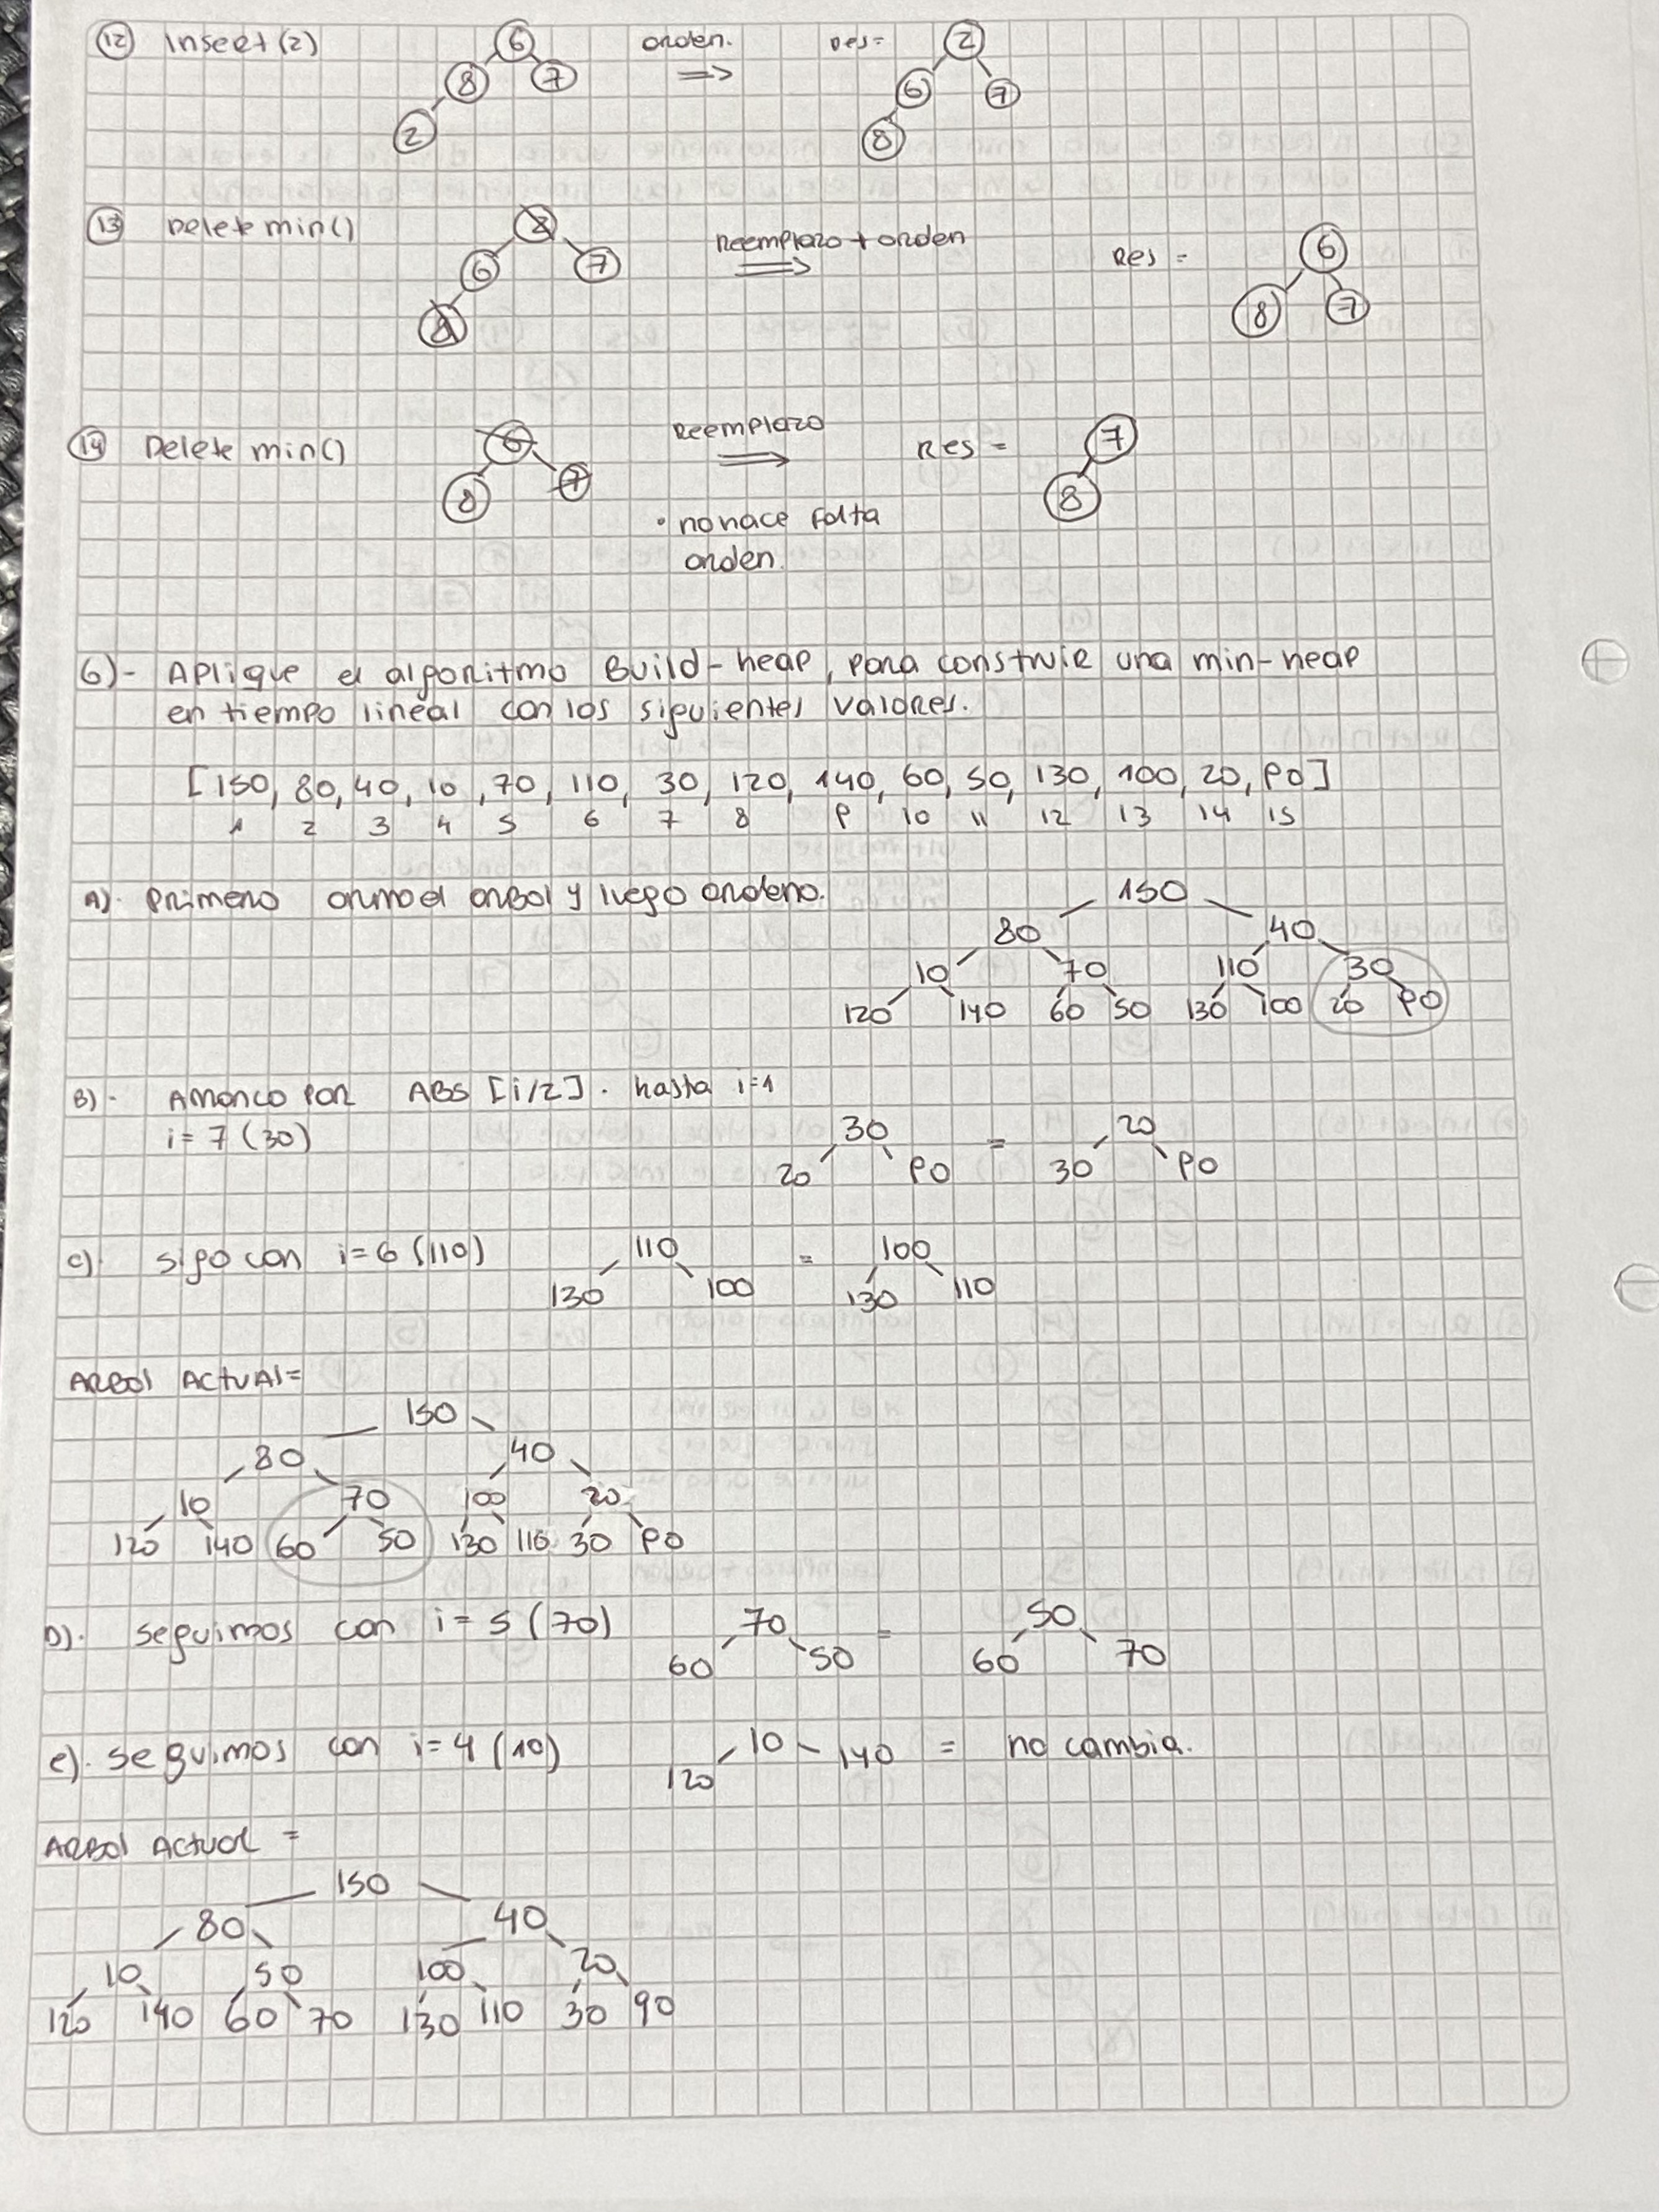 12 Insert(2) 6 orden. Res= 2
8 7 ⇒ 6 7
2 8
13 Delete min() 2 Reemplazo + orden Res = 6
6 7 ⇒ 8 7
8
14 Delete min() 6 Reemplazo Res = 7
8 7 ⇒ 8
• no hace falta
orden.
6)- Aplique el algoritmo Build-heap, para construir una min-heap
en tiempo lineal con los siguientes valores.
[150, 80, 40, 10, 70, 110, 30, 120, 140, 60, 50, 130, 100, 20, 90]
1 2 3 4 5 6 7 8 9 10 11 12 13 14 15
A). Primero armo el arbol y luego ordeno.
150
80 40
10 70 110 30
120 140 60 50 130 100 20 90
B)- Arranco por ABS [i/2]. hasta i=1
i= 7 (30) 30 = 20
20 90 30 90
C). sigo con i=6 (110) 110 = 100
130 100 130 110
Arbol Actual=
150
80 40
10 70 100 20
120 140 60 50 130 110 30 90
D). seguimos con i= 5 (70) 70 = 50
60 50 60 70
e). seguimos con i=4 (10) 10 140 = no cambia.
120
Arbol Actual =
150
80 40
10 50 100 20
120 140 60 70 130 110 30 90